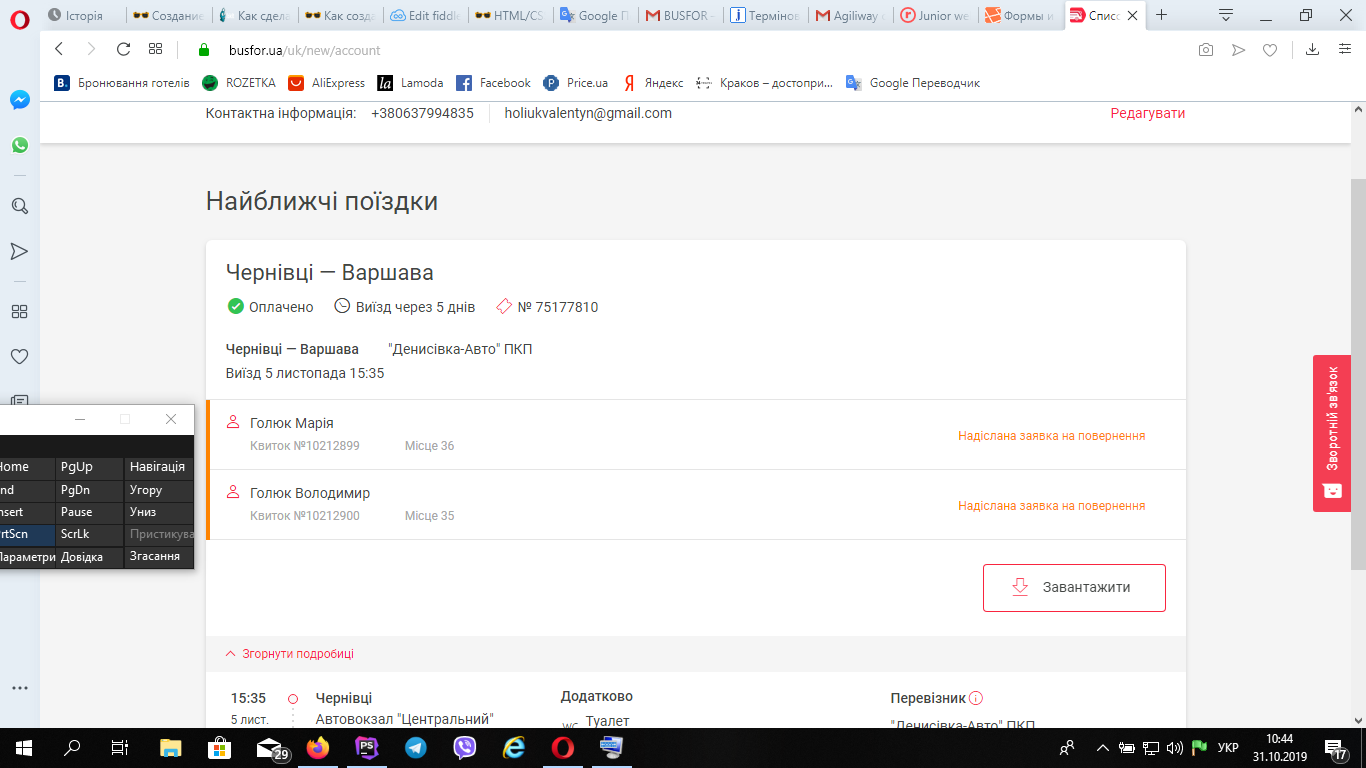 Історія
Создание
Как сдела
Как созда
Edit fiddle
HTML/CS
Google П
BUSFOR -
Терміно
Agiliway
Junior we
Формы и
Списо
busfor.ua/uk/new/account
Бронювання готелів
ROZETKA
AliExpress
Lamoda
Facebook
Price.ua
Яндекс
Краков – достопри...
Google Переводчик
Контактна інформація: +380637994835 holiukvalentyn@gmail.com Редагувати
Найближчі поїздки
Чернівці — Варшава
Оплачено Виїзд через 5 днів № 75177810
Чернівці — Варшава "Денисівка-Авто" ПКП
Виїзд 5 листопада 15:35
Голюк Марія
Квиток №10212899 Місце 36
Надіслана заявка на повернення
Голюк Володимир
Квиток №10212900 Місце 35
Надіслана заявка на повернення
Завантажити
Згорнути подробиці
15:35 Чернівці Додатково Перевізник
5 лист. Автовокзал "Центральний" WC Туалет "Денисівка-Авто" ПКП
Зворотній зв'язок
Home PgUp Навігація
nd PgDn Угору
nsert Pause Униз
rtScn ScrLk Пристикува
Параметри Довідка Згасання
29
PS
УКР
10:44
31.10.2019
17